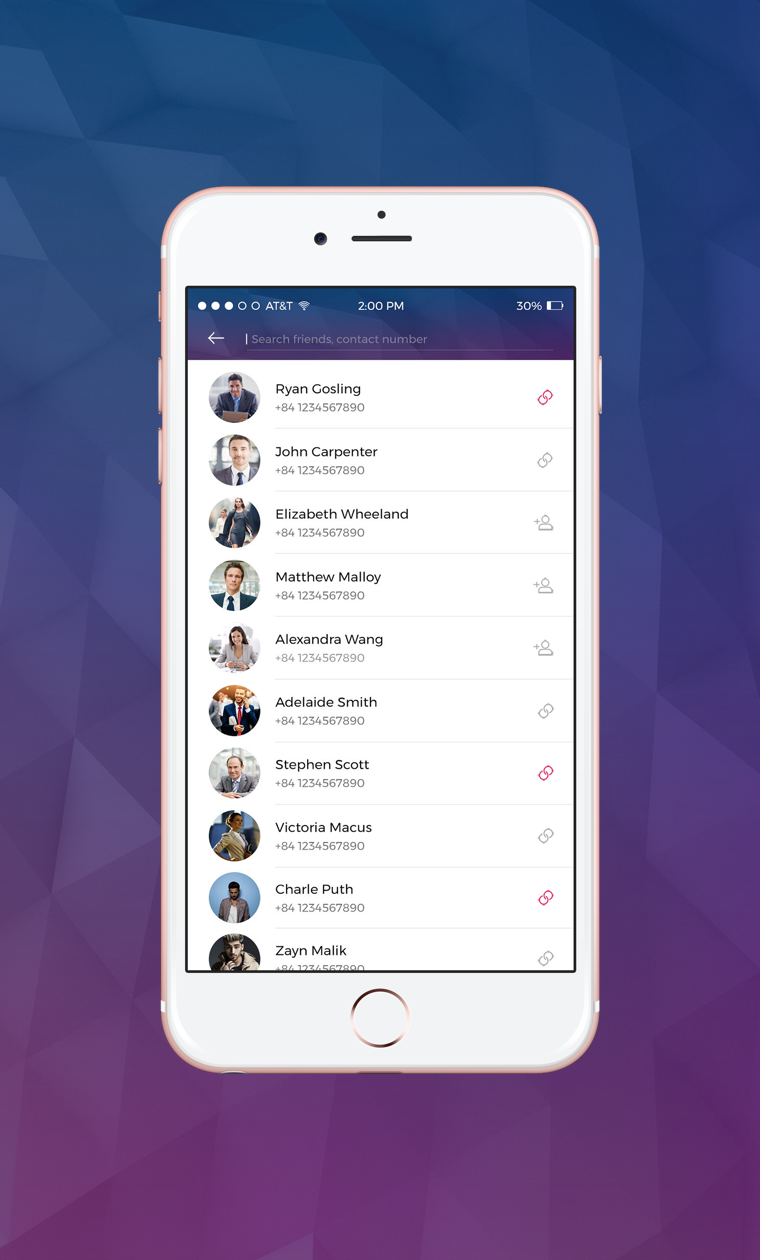 AT&T 2:00 PM 30%
Search friends, contact number
Ryan Gosling
+84 1234567890
John Carpenter
+84 1234567890
Elizabeth Wheeland
+84 1234567890
Matthew Malloy
+84 1234567890
Alexandra Wang
+84 1234567890
Adelaide Smith
+84 1234567890
Stephen Scott
+84 1234567890
Victoria Macus
+84 1234567890
Charle Puth
+84 1234567890
Zayn Malik
+84 1234567890